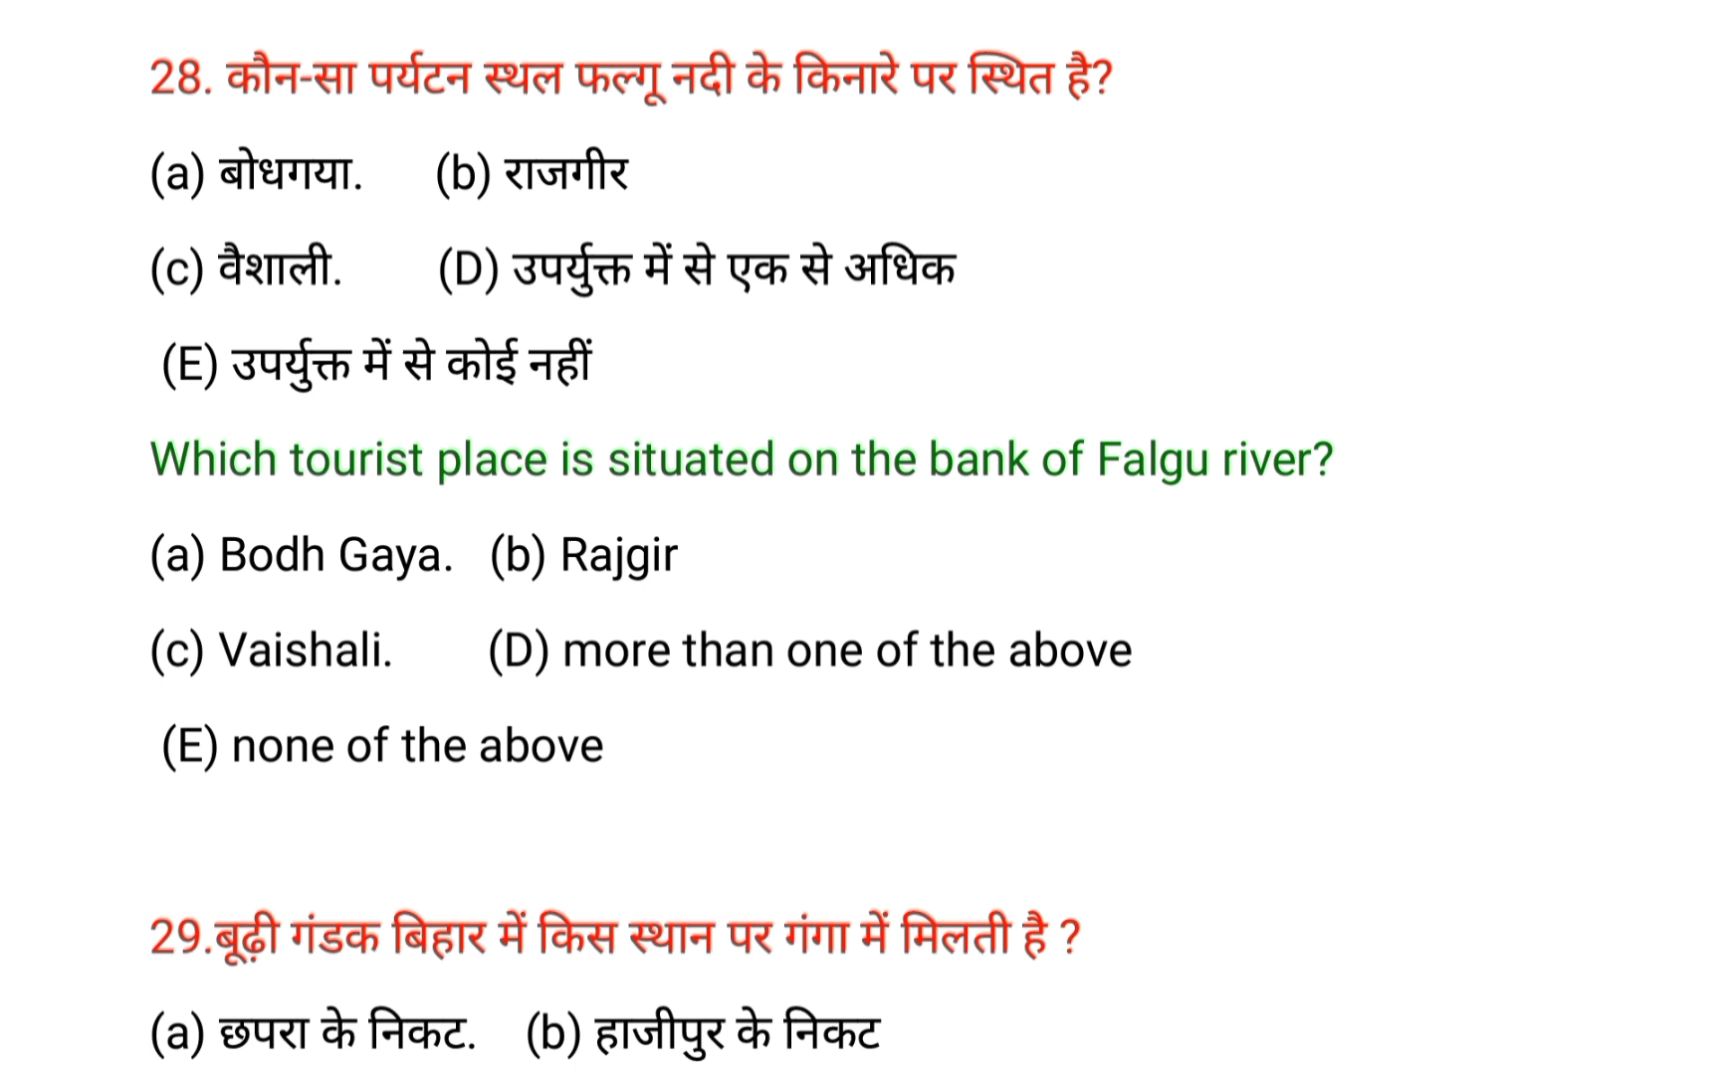 28. कौन-सा पर्यटन स्थल फल्गू नदी के किनारे पर स्थित है?
(a) बोधगया. (b) राजगीर
(c) वैशाली. (D) उपर्युक्त में से एक से अधिक
(E) उपर्युक्त में से कोई नहीं
Which tourist place is situated on the bank of Falgu river?
(a) Bodh Gaya. (b) Rajgir
(c) Vaishali. (D) more than one of the above
(E) none of the above
29.बूढ़ी गंडक बिहार में किस स्थान पर गंगा में मिलती है ?
(a) छपरा के निकट. (b) हाजीपुर के निकट